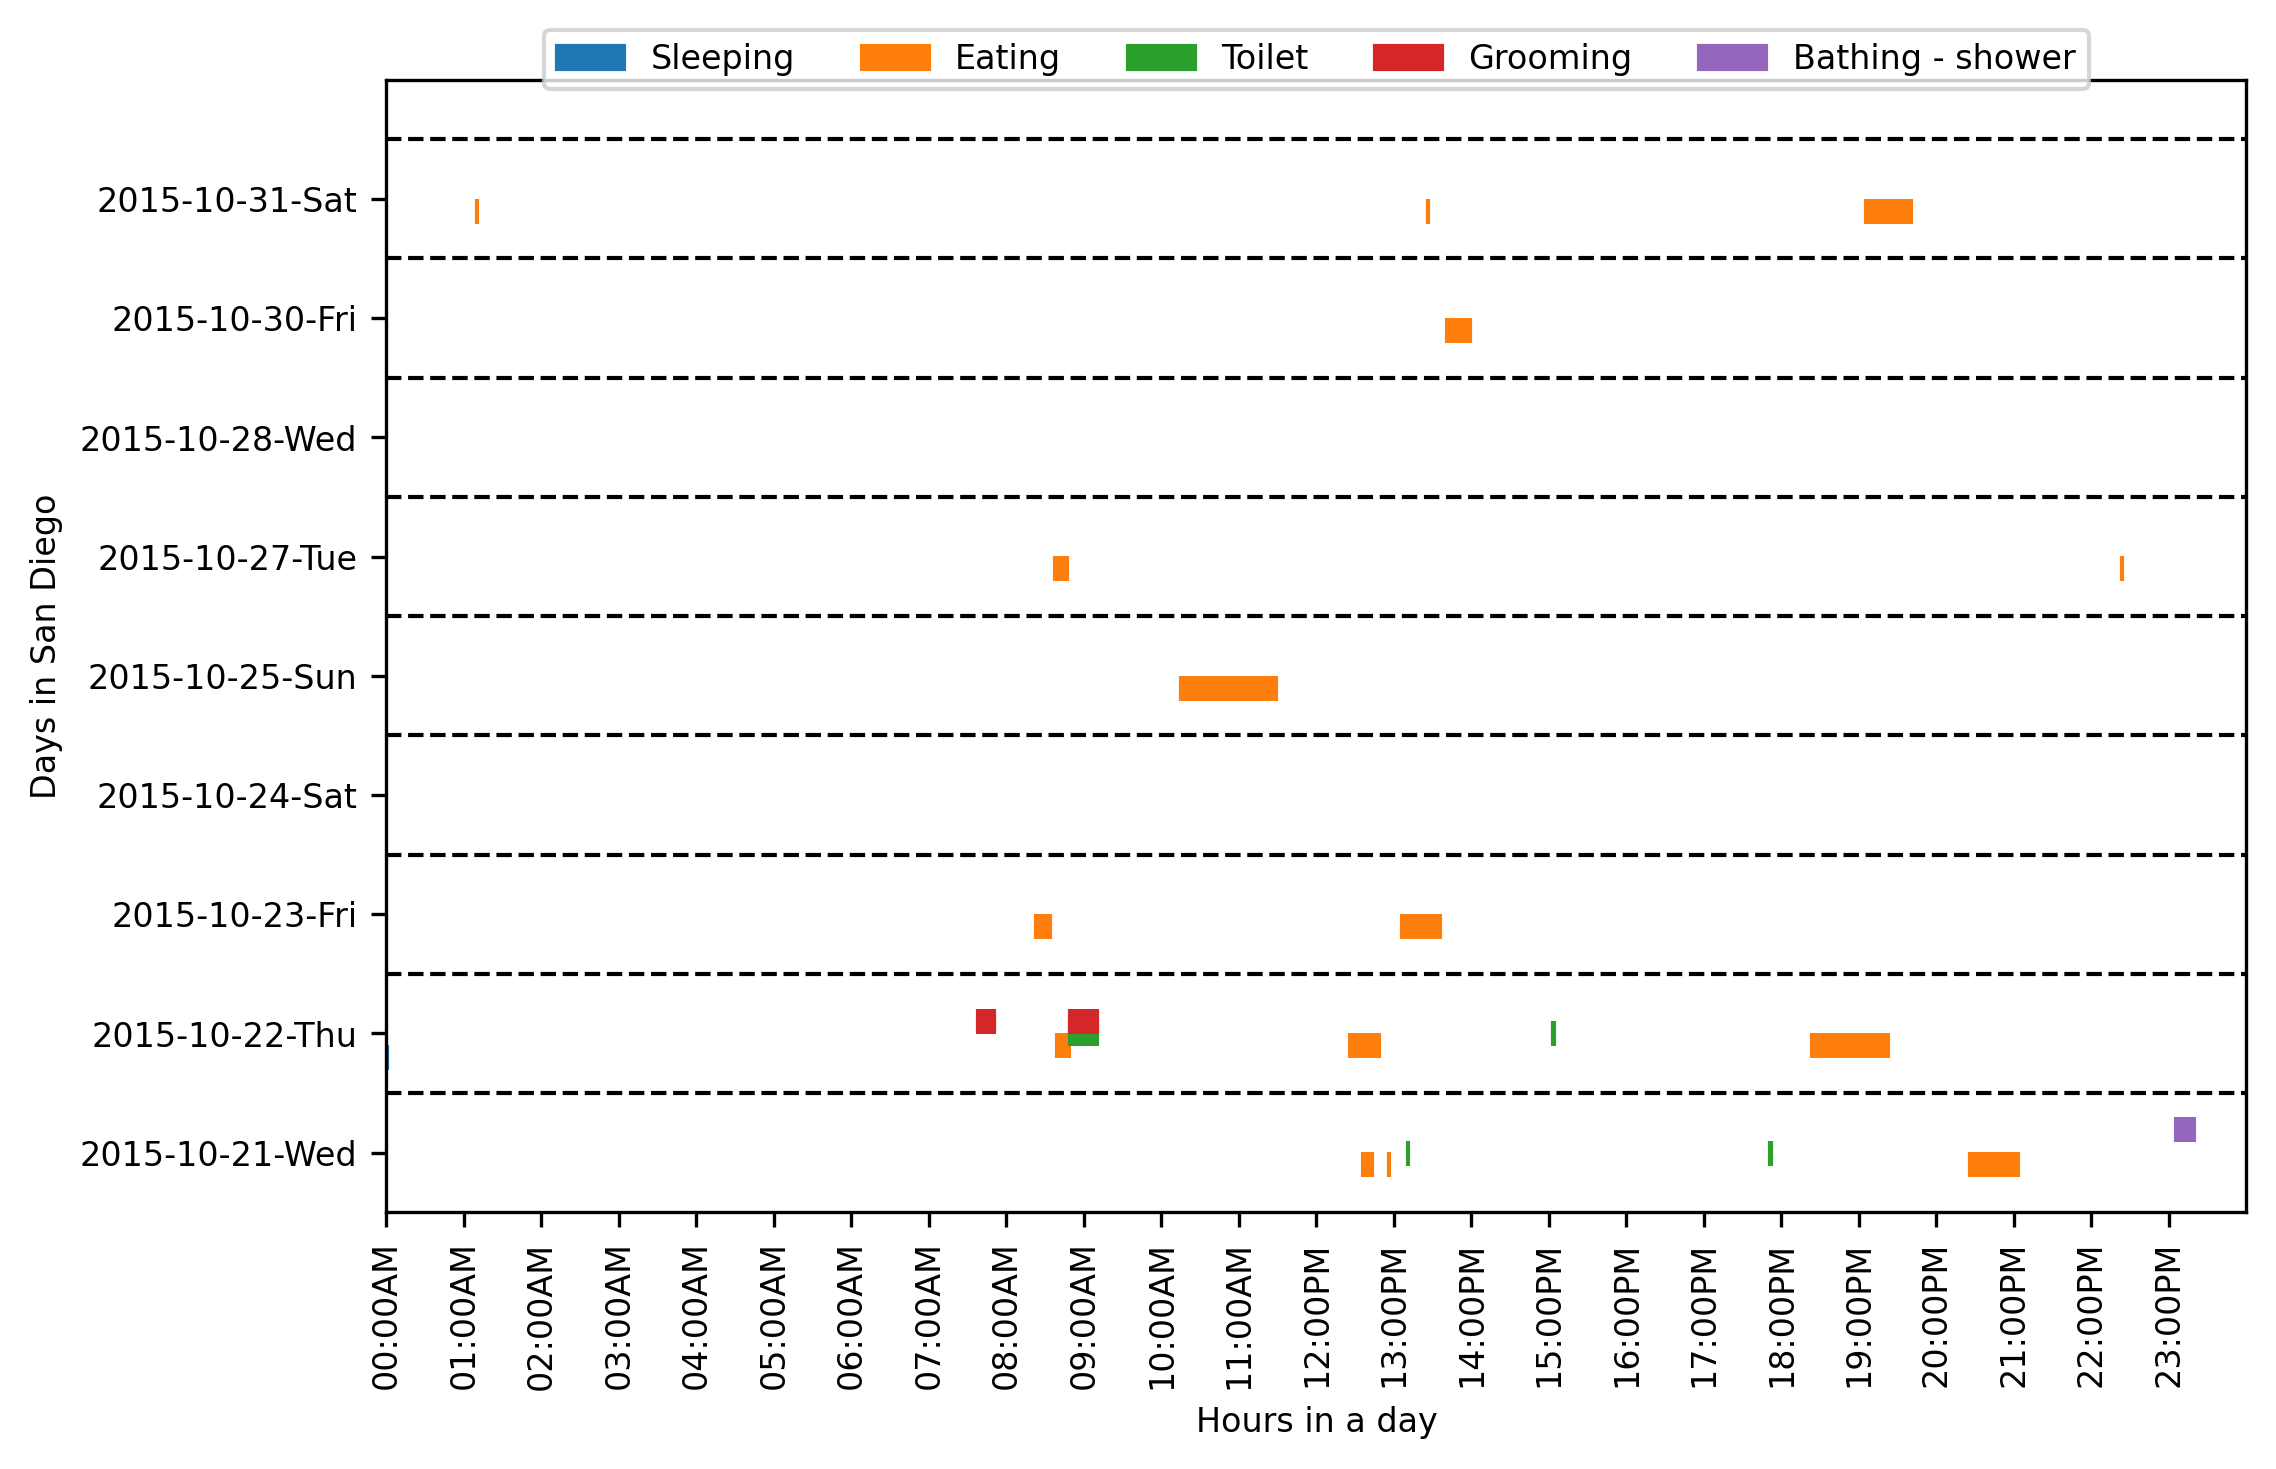 Sleeping Eating Toilet Grooming Bathing - shower
2015-10-31-Sat
2015-10-30-Fri
2015-10-28-Wed
2015-10-27-Tue
2015-10-25-Sun
2015-10-24-Sat
2015-10-23-Fri
2015-10-22-Thu
2015-10-21-Wed
Days in San Diego
00:00AM
01:00AM
02:00AM
03:00AM
04:00AM
05:00AM
06:00AM
07:00AM
08:00AM
09:00AM
10:00AM
11:00AM
12:00PM
13:00PM
14:00PM
15:00PM
16:00PM
17:00PM
18:00PM
19:00PM
20:00PM
21:00PM
22:00PM
23:00PM
Hours in a day